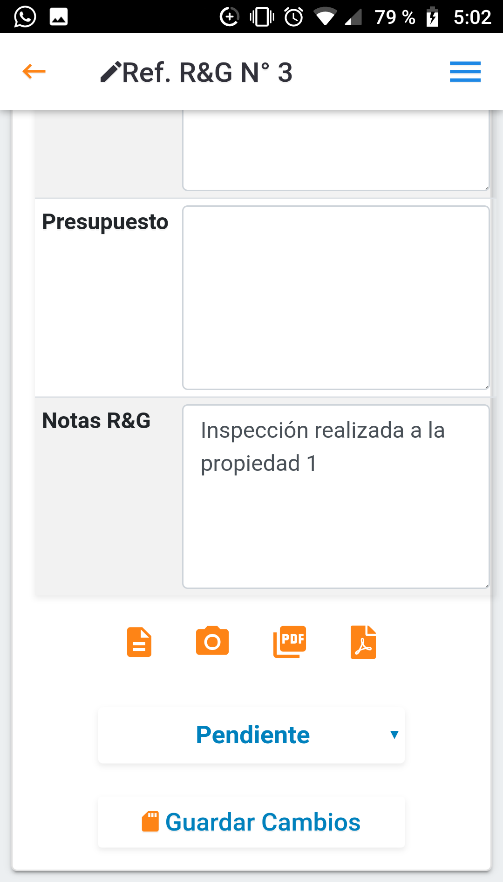 79 % 5:02
Ref. R&G N° 3
Presupuesto
Notas R&G
Inspección realizada a la
propiedad 1
PDF
Pendiente
Guardar Cambios